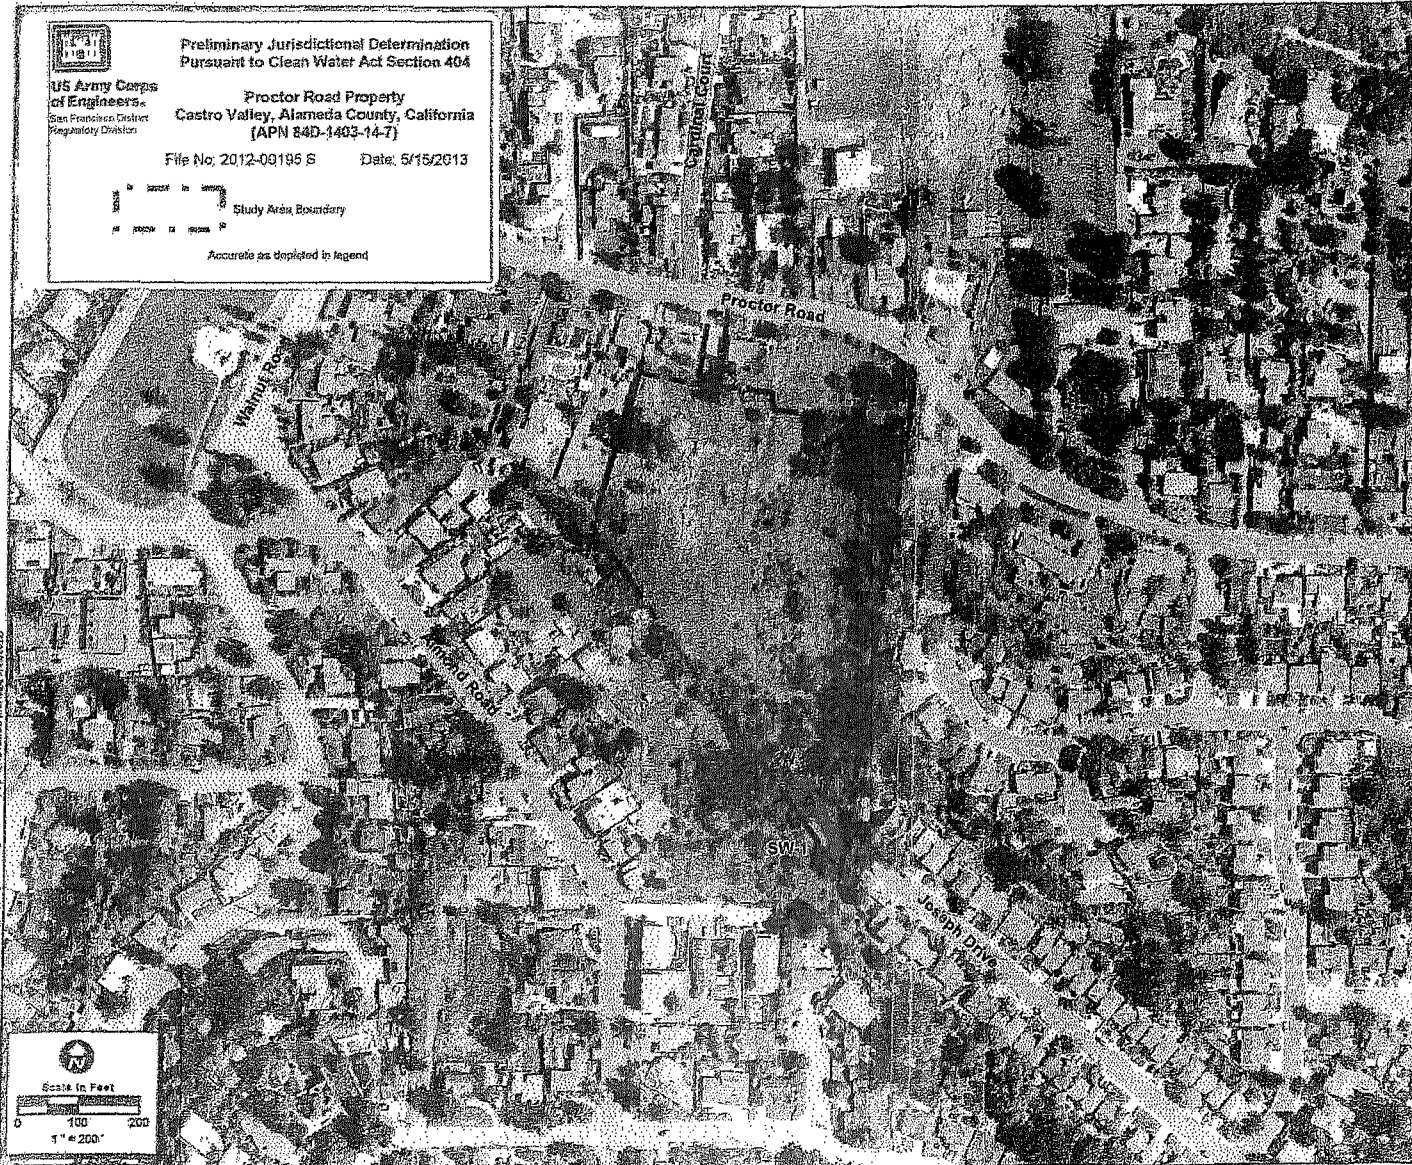 Preliminary Jurisdictional Determination
Pursuant to Clean Water Act Section 404
US Army Corps
of Engineers
San Francisco District
Regulatory Division
Proctor Road Property
Castro Valley, Alameda County, California
(APN 84D-1403-14-7)
File No: 2012-00195 S Date: 5/15/2013
Study Area Boundary
Accurate as depicted in legend
Cardinal Court
Proctor Road
Walnut Road
Road
SW-1
Joseph Drive
N
Scale in Feet
0 100 200
1" = 200'